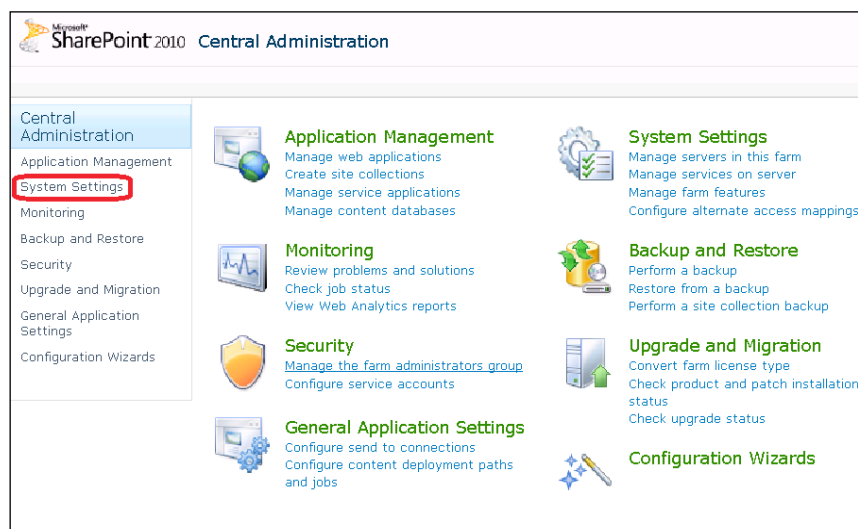 Microsoft®
SharePoint 2010 Central Administration
Central
Administration
Application Management
System Settings
Monitoring
Backup and Restore
Security
Upgrade and Migration
General Application
Settings
Configuration Wizards
Application Management
Manage web applications
Create site collections
Manage service applications
Manage content databases
Monitoring
Review problems and solutions
Check job status
View Web Analytics reports
Security
Manage the farm administrators group
Configure service accounts
General Application Settings
Configure send to connections
Configure content deployment paths
and jobs
System Settings
Manage servers in this farm
Manage services on server
Manage farm features
Configure alternate access mappings
Backup and Restore
Perform a backup
Restore from a backup
Perform a site collection backup
Upgrade and Migration
Convert farm license type
Check product and patch installation
status
Check upgrade status
Configuration Wizards